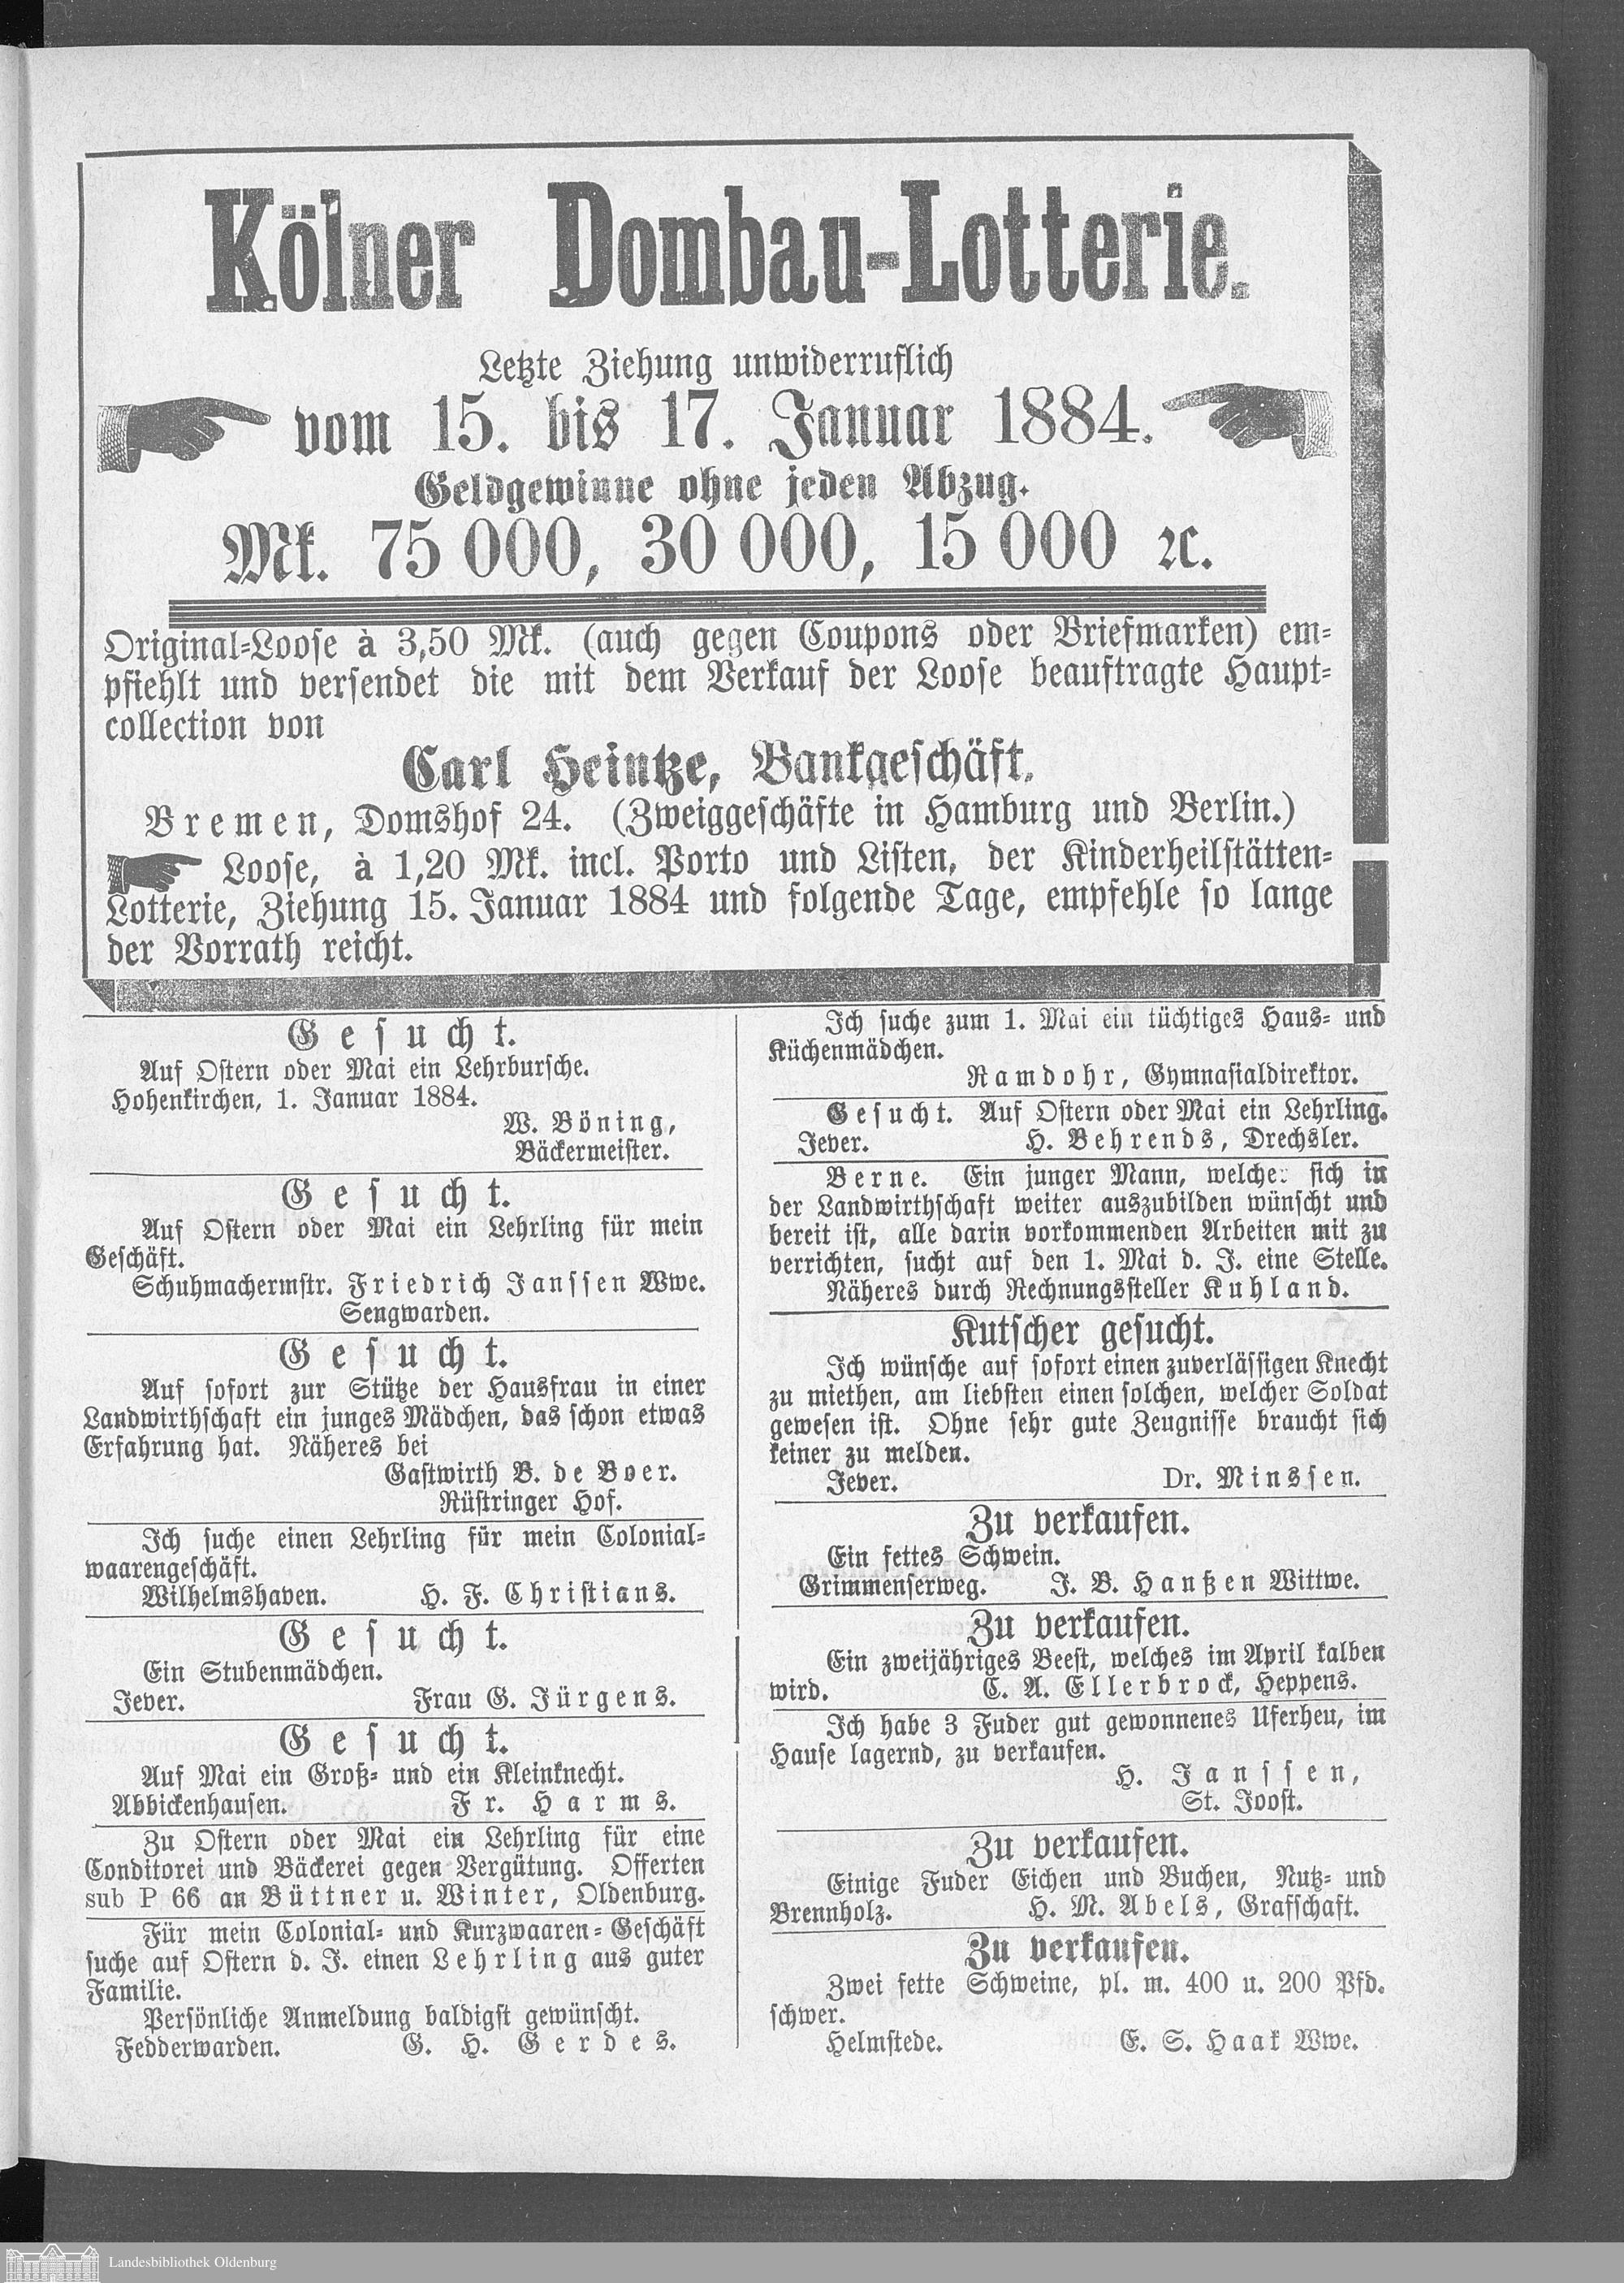 Kölner Dombau-Lotterie.
Letzte Ziehung unwiderruflich
vom 15. bis 17. Januar 1884.
Geldgewinne ohne jeden Abzug.
Mk. 75 000, 30 000, 15 000 ꝛc.
Original-Loose à 3,50 Mk. (auch gegen Coupons oder Briefmarken) em-
pfiehlt und versendet die mit dem Verkauf der Loose beauftragte Haupt-
collection von
Carl Heintze, Bankgeschäft.
Bremen, Domshof 24. (Zweiggeschäfte in Hamburg und Berlin.)
Loose, à 1,20 Mk. incl. Porto und Listen, der Kinderheilstätten-
Lotterie, Ziehung 15. Januar 1884 und folgende Tage, empfehle so lange
der Vorrath reicht.
Gesucht.
Auf Ostern oder Mai ein Lehrbursche.
Hohenkirchen, 1. Januar 1884.
W. Böning,
Bäckermeister.
Gesucht.
Auf Ostern oder Mai ein Lehrling für mein
Geschäft.
Schuhmachermstr. Friedrich Janssen Wwe.
Sengwarden.
Gesucht.
Auf sofort zur Stütze der Hausfrau in einer
Landwirthschaft ein junges Mädchen, das schon etwas
Erfahrung hat. Näheres bei
Gastwirth B. de Boer.
Rüstringer Hof.
Ich suche einen Lehrling für mein Colonial-
waarengeschäft.
Wilhelmshaven. H. F. Christians.
Gesucht.
Ein Stubenmädchen.
Jever. Frau G. Jürgens.
Gesucht.
Auf Mai ein Groß- und ein Kleinknecht.
Abbickenhausen. Fr. Harms.
Zu Ostern oder Mai ein Lehrling für eine
Conditorei und Bäckerei gegen Vergütung. Offerten
sub P 66 an Büttner u. Winter, Oldenburg.
Für mein Colonial- und Kurzwaaren-Geschäft
suche auf Ostern d. J. einen Lehrling aus guter
Familie.
Persönliche Anmeldung baldigst gewünscht.
Fedderwarden. G. H. Gerdes.
Ich suche zum 1. Mai ein tüchtiges Haus- und
Küchenmädchen.
Ramdohr, Gymnasialdirektor.
Gesucht. Auf Ostern oder Mai ein Lehrling.
Jever. H. Behrends, Drechsler.
Berne. Ein junger Mann, welcher sich in
der Landwirthschaft weiter auszubilden wünscht und
bereit ist, alle darin vorkommenden Arbeiten mit zu
verrichten, sucht auf den 1. Mai d. J. eine Stelle.
Näheres durch Rechnungssteller Kuhland.
Kutscher gesucht.
Ich wünsche auf sofort einen zuverlässigen Knecht
zu miethen, am liebsten einen solchen, welcher Soldat
gewesen ist. Ohne sehr gute Zeugnisse braucht sich
keiner zu melden.
Jever. Dr. Minssen.
Zu verkaufen.
Ein fettes Schwein.
Grimmenserweg. J. B. Hanßen Wittwe.
Zu verkaufen.
Ein zweijähriges Beest, welches im April kalben
wird. C. A. Ellerbrock, Heppens.
Ich habe 3 Fuder gut gewonnenes Uferheu, im
Hause lagernd, zu verkaufen.
H. Janssen,
St. Joost.
Zu verkaufen.
Einige Fuder Eichen und Buchen, Nutz- und
Brennholz. H. M. Abels, Grafschaft.
Zu verkaufen.
Zwei fette Schweine, pl. m. 400 u. 200 Pfd.
schwer.
Helmstede. E. S. Haak Wwe.
Landesbibliothek Oldenburg